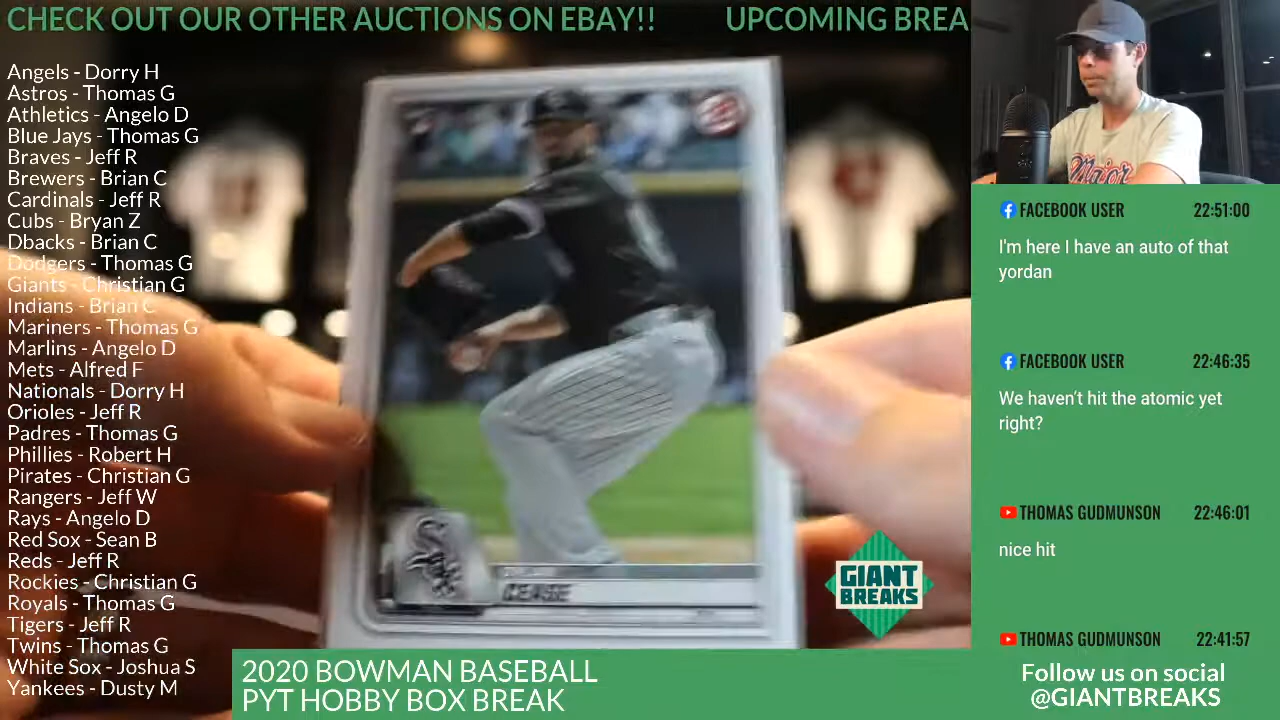 CHECK OUT OUR OTHER AUCTIONS ON EBAY!! UPCOMING BREA
Angels - Dorry H
Astros - Thomas G
Athletics - Angelo D
Blue Jays - Thomas G
Braves - Jeff R
Brewers - Brian C
Cardinals - Jeff R
Cubs - Bryan Z
Dbacks - Brian C
Dodgers - Thomas G
Giants - Christian G
Indians - Brian C
Mariners - Thomas G
Marlins - Angelo D
Mets - Alfred F
Nationals - Dorry H
Orioles - Jeff R
Padres - Thomas G
Phillies - Robert H
Pirates - Christian G
Rangers - Jeff W
Rays - Angelo D
Red Sox - Sean B
Reds - Jeff R
Rockies - Christian G
Royals - Thomas G
Tigers - Jeff R
Twins - Thomas G
White Sox - Joshua S
Yankees - Dusty M
CEASE
GIANT
BREAKS
2020 BOWMAN BASEBALL
PYT HOBBY BOX BREAK
Major
FACEBOOK USER 22:51:00
I'm here I have an auto of that
yordan
FACEBOOK USER 22:46:35
We haven't hit the atomic yet
right?
THOMAS GUDMUNSON 22:46:01
nice hit
THOMAS GUDMUNSON 22:41:57
Follow us on social
@GIANTBREAKS